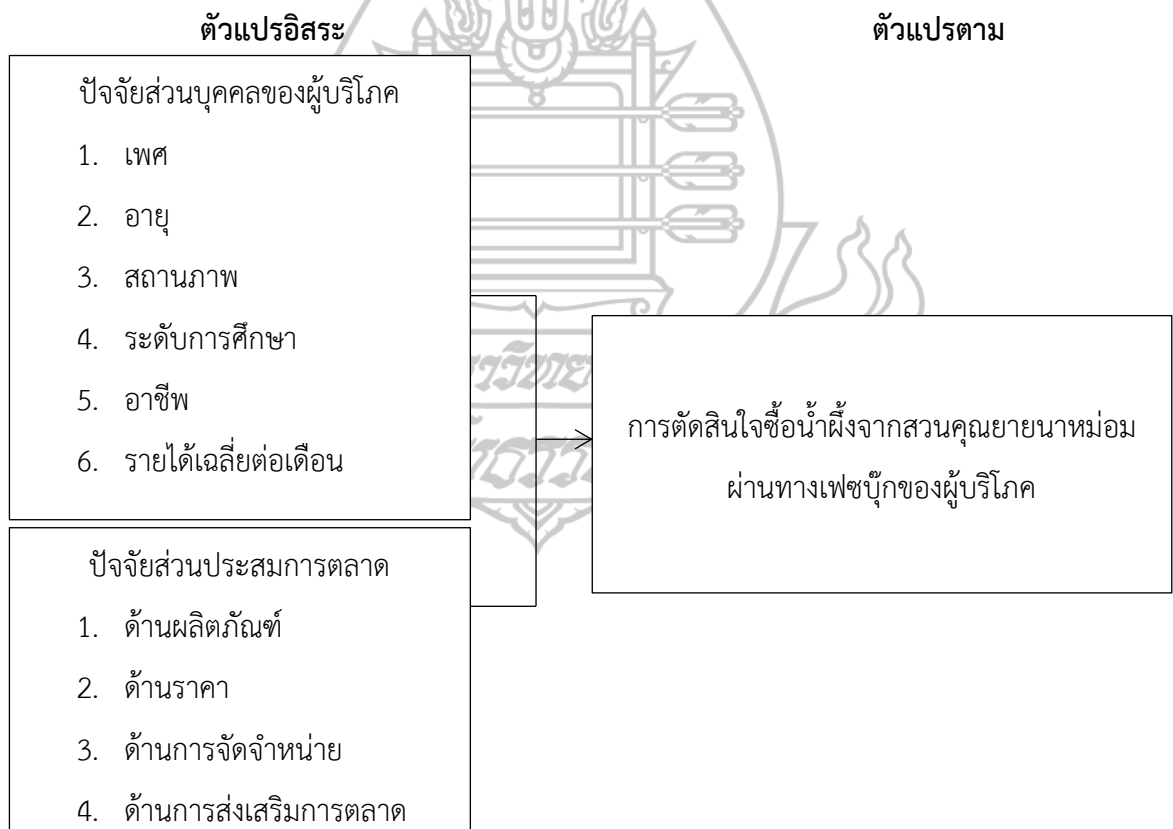 ตัวแปรอิสระ
ตัวแปรตาม
ปัจจัยส่วนบุคคลของผู้บริโภค
1. เพศ
2. อายุ
3. สถานภาพ
4. ระดับการศึกษา
5. อาชีพ
6. รายได้เฉลี่ยต่อเดือน
การตัดสินใจซื้อน้ำผึ้งจากสวนคุณยายนาหม่อม
ผ่านทางเฟซบุ๊กของผู้บริโภค
ปัจจัยส่วนประสมการตลาด
1. ด้านผลิตภัณฑ์
2. ด้านราคา
3. ด้านการจัดจำหน่าย
4. ด้านการส่งเสริมการตลาด